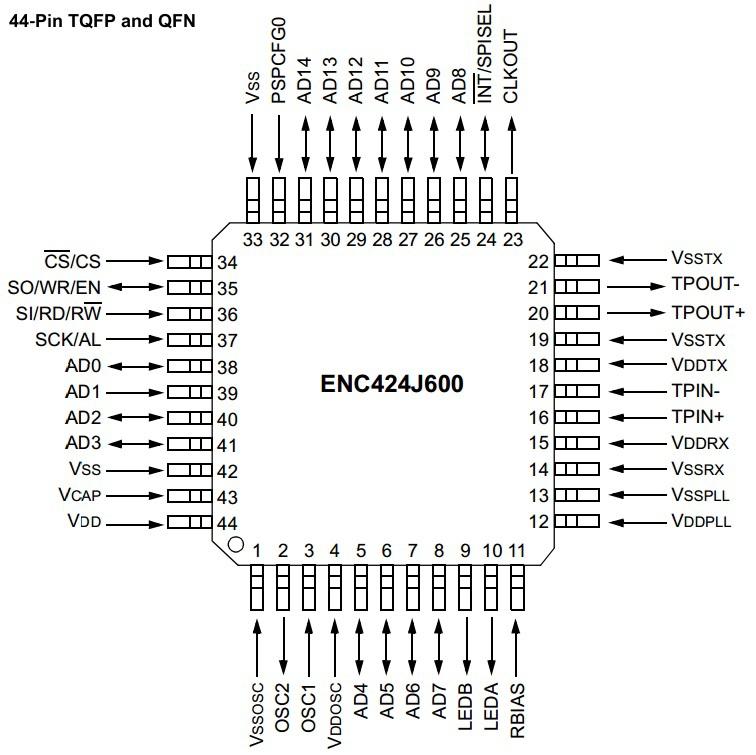 44-Pin TQFP and QFN
VSS
PSPCFG0
AD14
AD13
AD12
AD11
AD10
AD9
AD8
I̅N̅T̅/SPISEL
CLKOUT
33 32 31 30 29 28 27 26 25 24 23
C̅S̅/CS 34
SO/WR/EN 35
SI/RD/RW̅ 36
SCK/AL 37
AD0 38
AD1 39
AD2 40
AD3 41
VSS 42
VCAP 43
VDD 44
ENC424J600
22 VSSTX
21 TPOUT-
20 TPOUT+
19 VSSTX
18 VDDTX
17 TPIN-
16 TPIN+
15 VDDRX
14 VSSRX
13 VSSPLL
12 VDDPLL
1 2 3 4 5 6 7 8 9 10 11
VSSOSC
OSC2
OSC1
VDDOSC
AD4
AD5
AD6
AD7
LEDB
LEDA
RBIAS